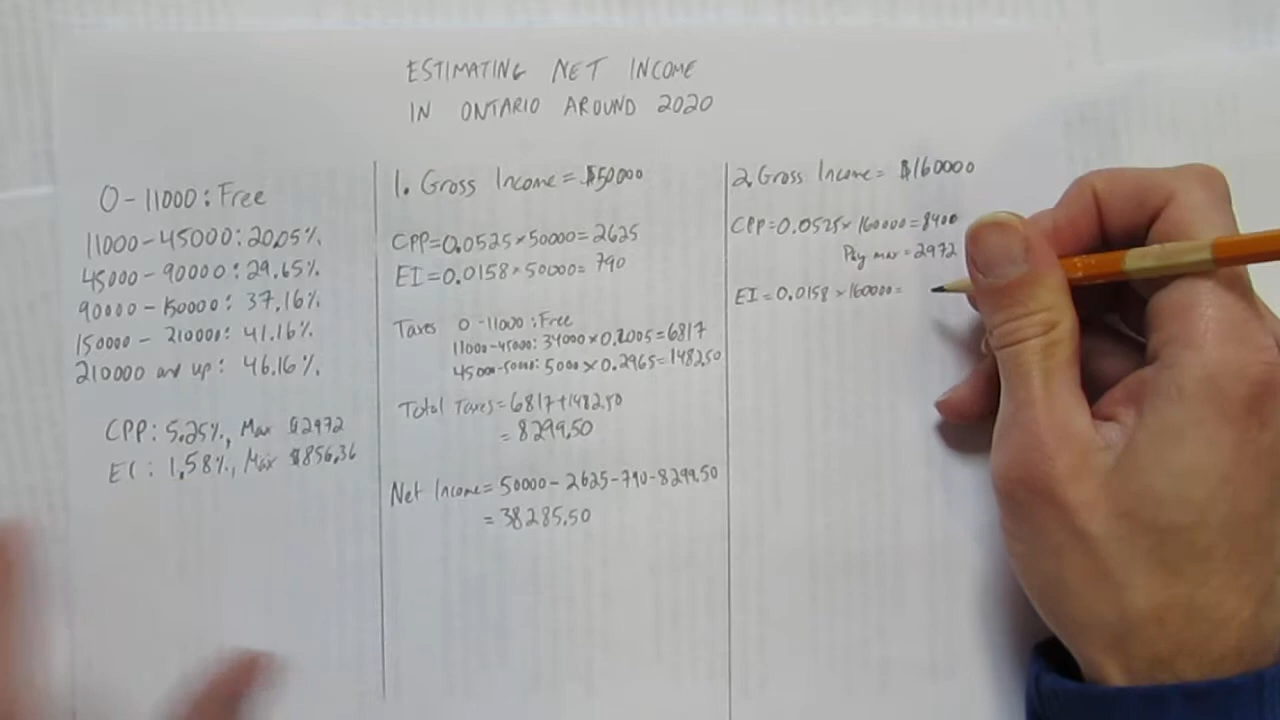 ESTIMATING NET INCOME
IN ONTARIO AROUND 2020
0-11000: Free
11000-45000: 20.05%
45000-90000: 29.65%
90000-150000: 37.16%
150000-210000: 41.16%
210000 and up: 46.16%
CPP: 5.25%, Max $2972
EI: 1.58%, Max $856.36
1. Gross Income = $50000
CPP=0.0525×50000=2625
EI=0.0158×50000=790
Taxes 0-11000: Free
11000-45000: 34000×0.2005=6817
45000-50000: 5000×0.2965=1482.50
Total Taxes=6817+1482.50
=8299.50
Net Income=50000-2625-790-8299.50
=38285.50
2. Gross Income = $160000
CPP=0.0525×160000=8400
Pay max=2972
EI=0.0158×160000=